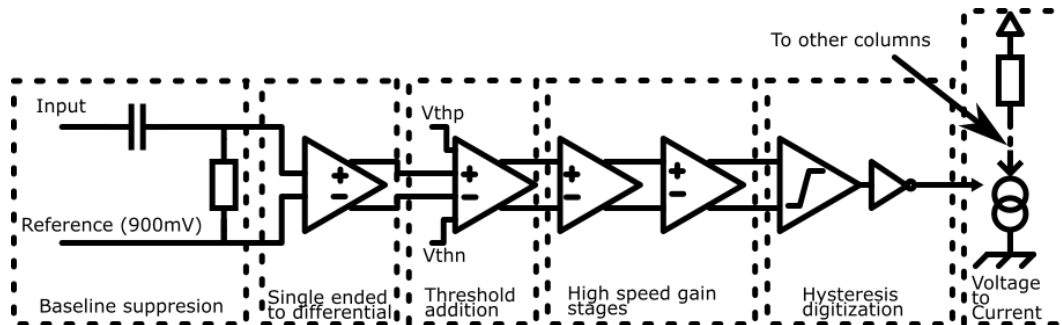 To other columns
Input
Vthp
+
−
+
−
+
−
+
−
Reference (900mV)
Vthn
Baseline suppresion
Single ended
to differential
Threshold
addition
High speed gain
stages
Hysteresis
digitization
Voltage
to
Current